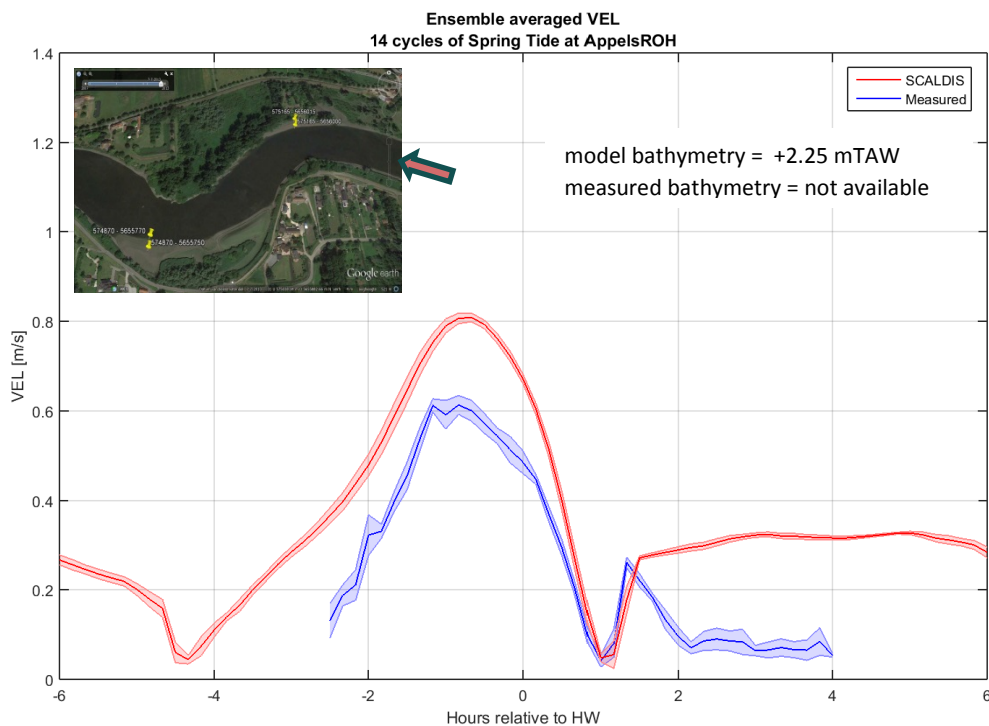 Ensemble averaged VEL
14 cycles of Spring Tide at AppelsROH
VEL [m/s]
1.4
1.2
1
0.8
0.6
0.4
0.2
0
SCALDIS
Measured
model bathymetry = +2.25 mTAW
measured bathymetry = not available
575165 - 5656000
574870 - 5655770
574870 - 5655750
Google earth
-6
-4
-2
0
2
4
6
Hours relative to HW